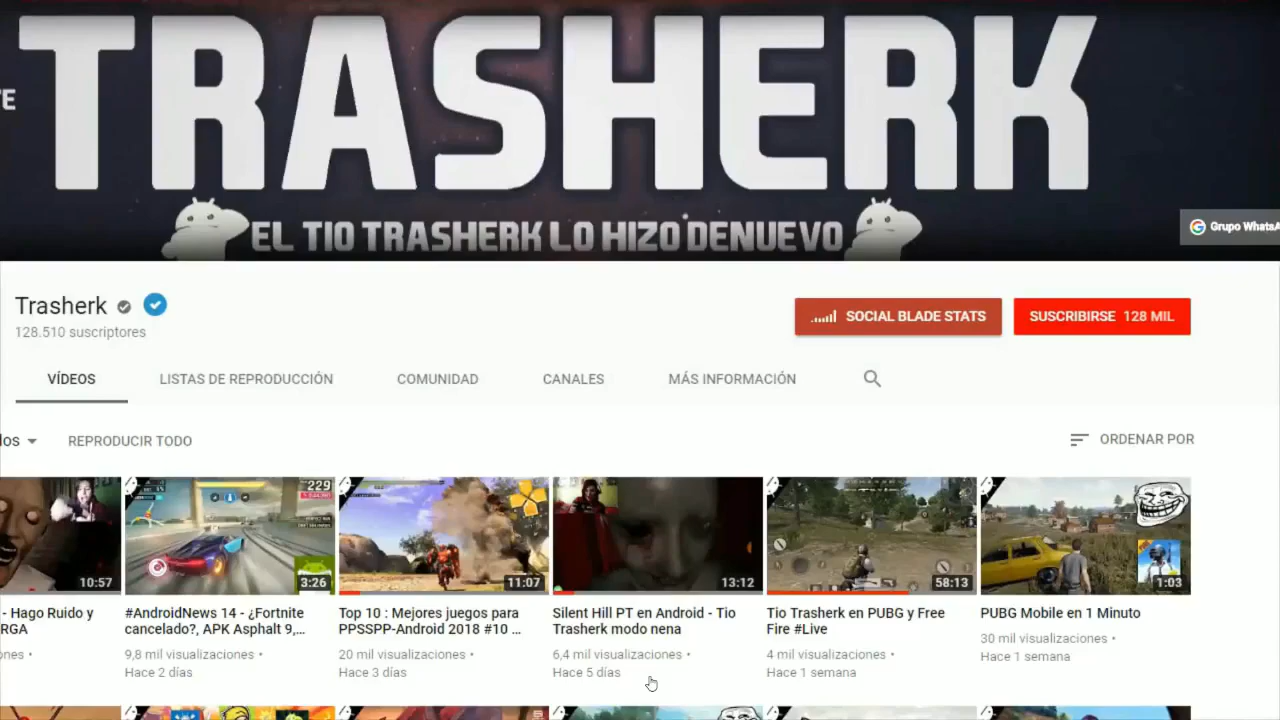 TRASHERK
EL TIO TRASHERK LO HIZO DENUEVO
Trasherk
128.510 suscriptores
SOCIAL BLADE STATS
SUSCRIBIRSE 128 MIL
VÍDEOS
LISTAS DE REPRODUCCIÓN
COMUNIDAD
CANALES
MÁS INFORMACIÓN
REPRODUCIR TODO
ORDENAR POR
10:57
229
3:26
11:07
13:12
58:13
1:03
- Hago Ruido y
#AndroidNews 14 - ¿Fortnite
cancelado?, APK Asphalt 9,...
Top 10 : Mejores juegos para
PPSSPP-Android 2018 #10 ...
Silent Hill PT en Android - Tio
Trasherk modo nena
Tio Trasherk en PUBG y Free
Fire #Live
PUBG Mobile en 1 Minuto
9,8 mil visualizaciones •
Hace 2 días
20 mil visualizaciones •
Hace 3 días
6,4 mil visualizaciones •
Hace 5 días
4 mil visualizaciones •
Hace 1 semana
30 mil visualizaciones •
Hace 1 semana
Grupo